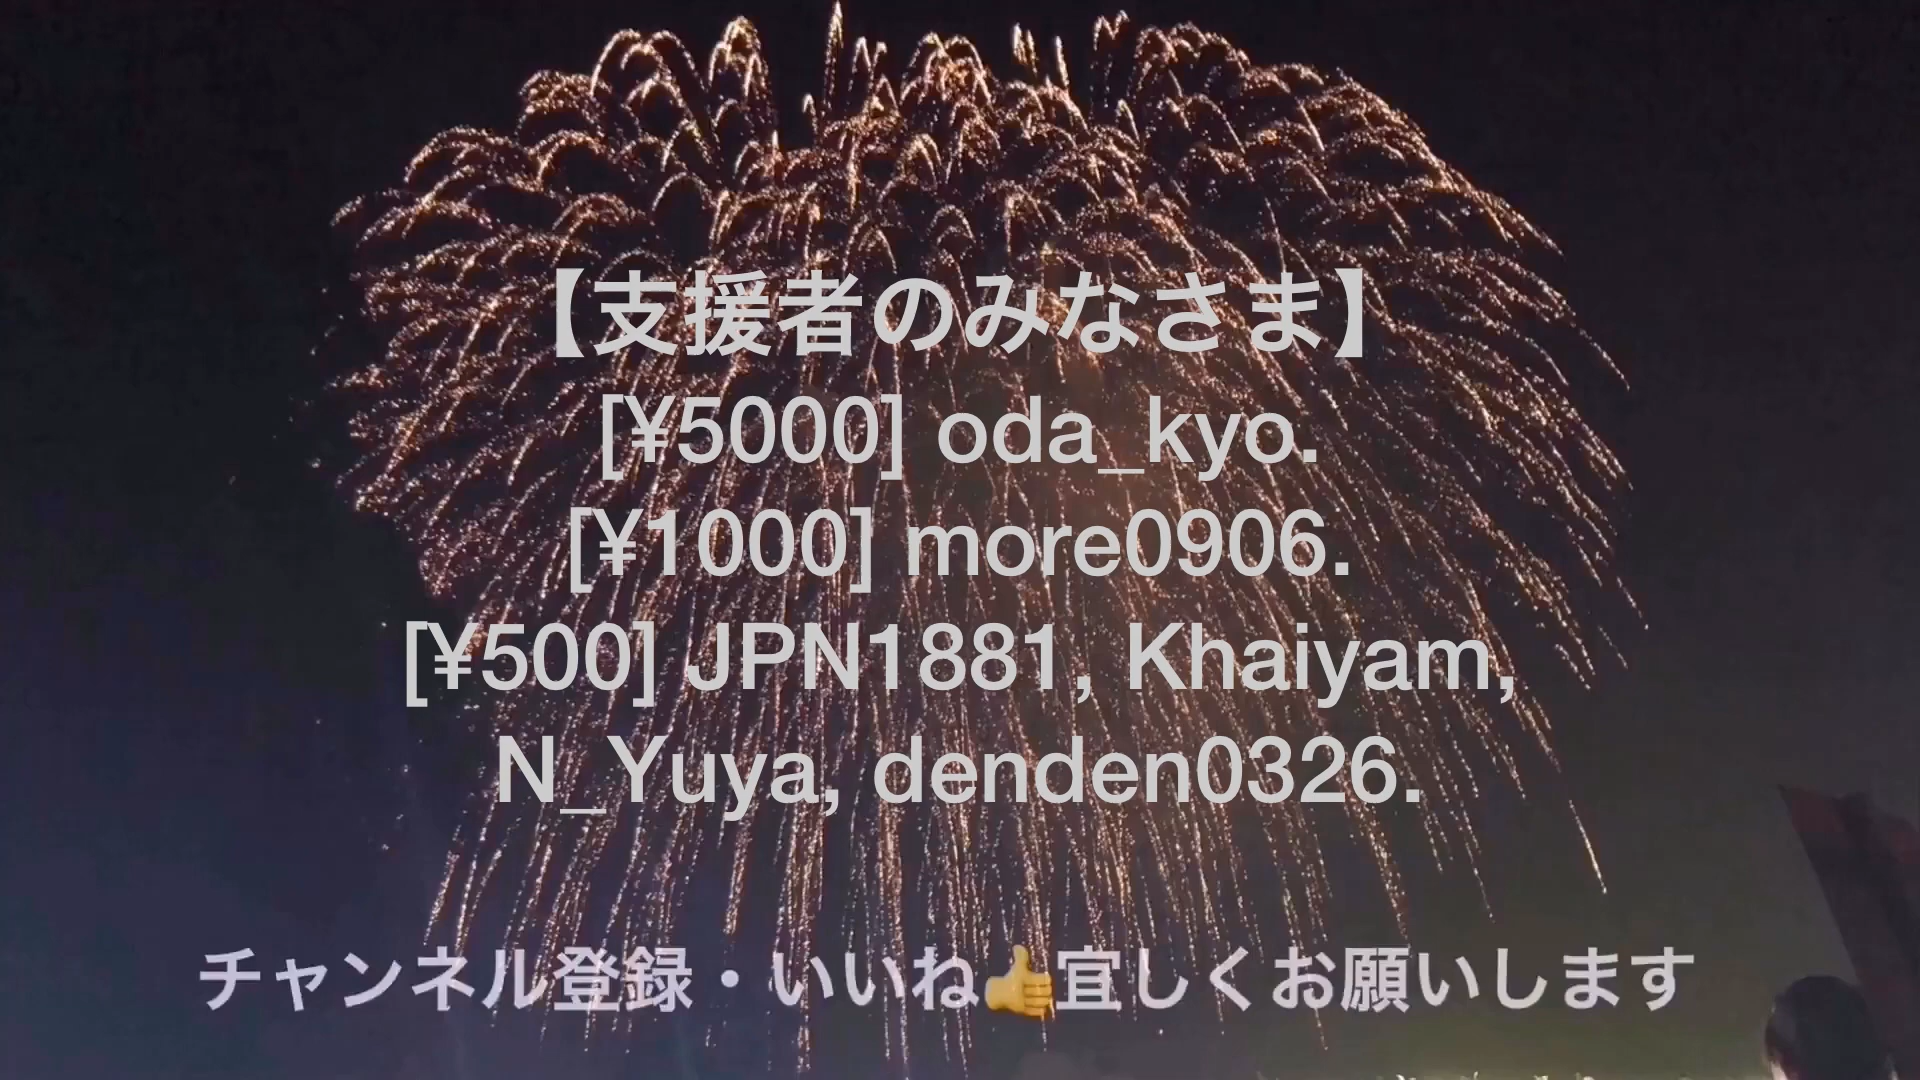 【支援者のみなさま】
[¥5000] oda_kyo.
[¥1000] more0906.
[¥500] JPN1881, Khaiyam,
N_Yuya, denden0326.
チャンネル登録・いいね👍宜しくお願いします